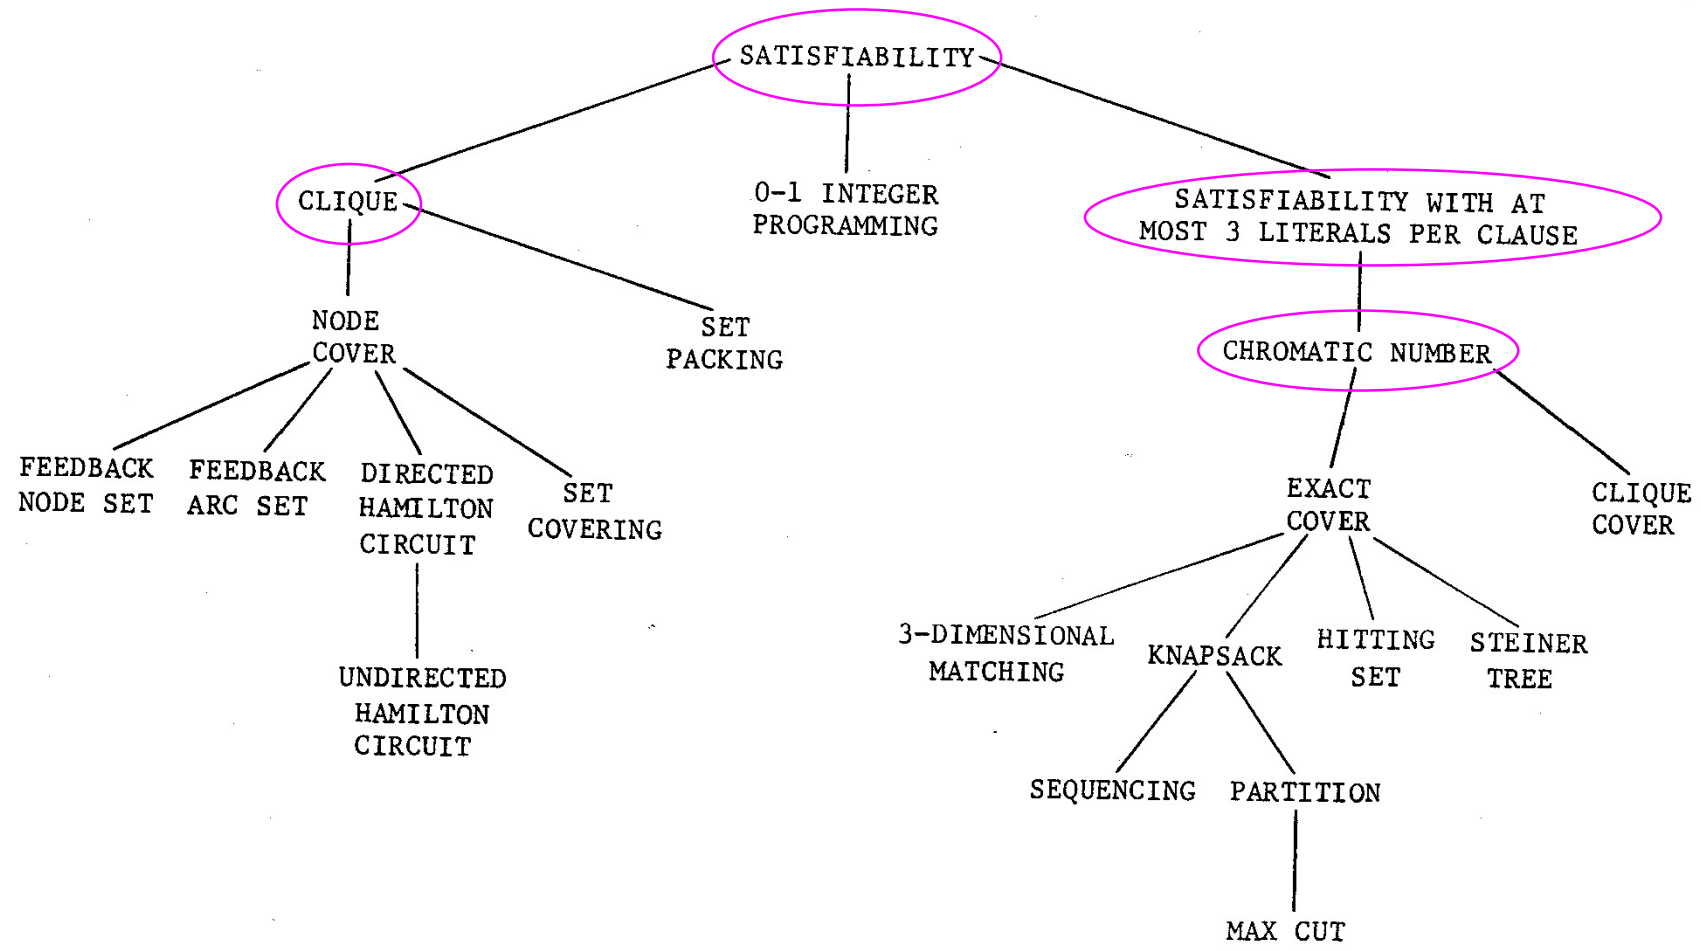 SATISFIABILITY
CLIQUE
0-1 INTEGER
PROGRAMMING
SATISFIABILITY WITH AT
MOST 3 LITERALS PER CLAUSE
NODE
COVER
SET
PACKING
CHROMATIC NUMBER
FEEDBACK
NODE SET
FEEDBACK
ARC SET
DIRECTED
HAMILTON
CIRCUIT
SET
COVERING
EXACT
COVER
CLIQUE
COVER
UNDIRECTED
HAMILTON
CIRCUIT
3-DIMENSIONAL
MATCHING
KNAPSACK
HITTING
SET
STEINER
TREE
SEQUENCING
PARTITION
MAX CUT